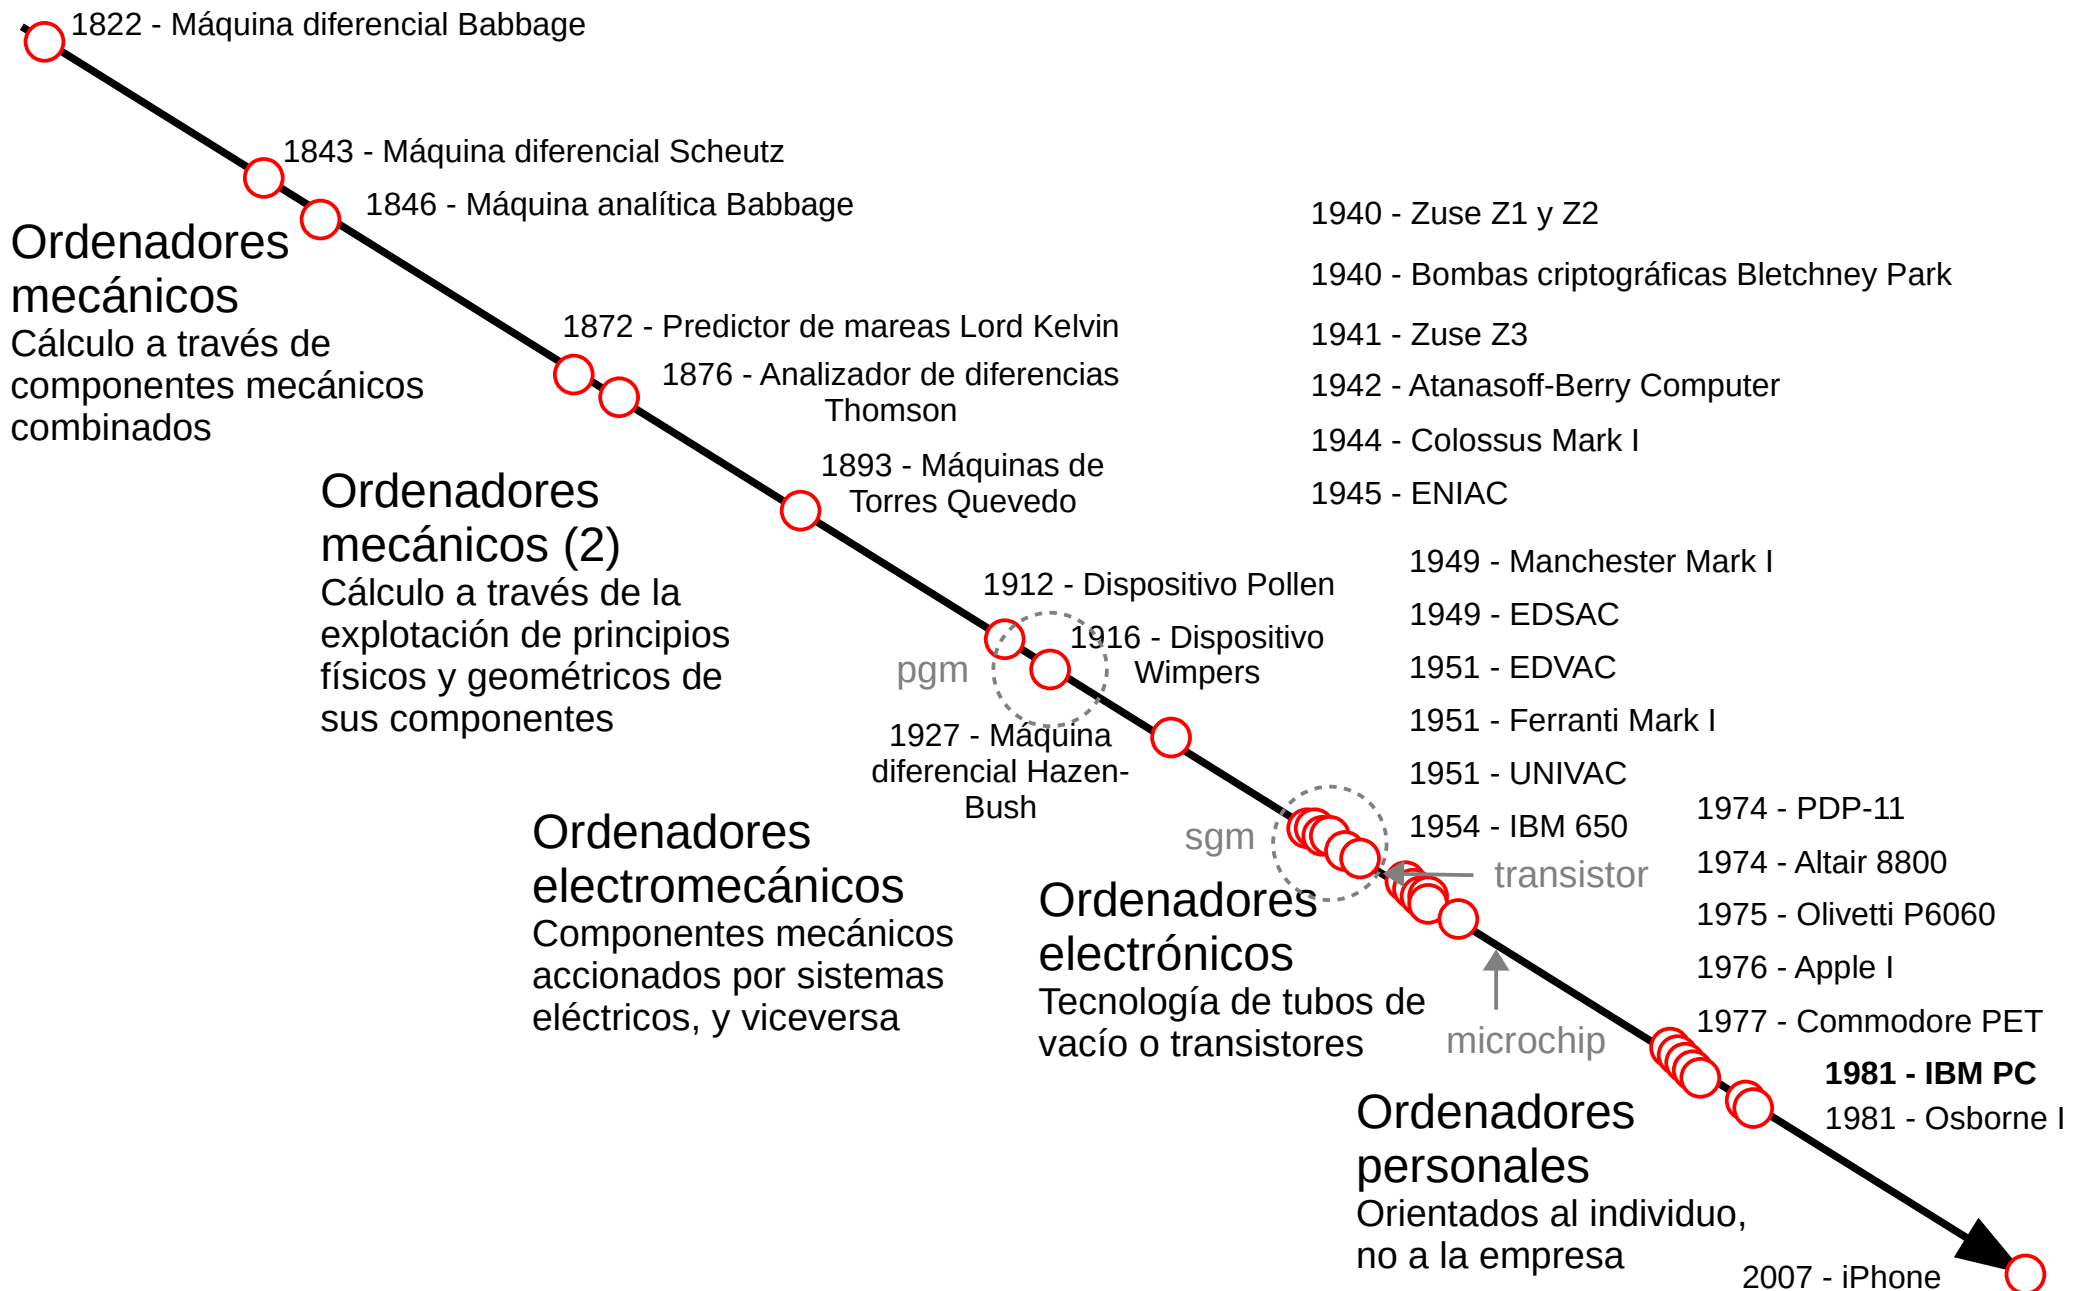 1822 - Máquina diferencial Babbage
1843 - Máquina diferencial Scheutz
1846 - Máquina analítica Babbage
Ordenadores
mecánicos
Cálculo a través de
componentes mecánicos
combinados
1872 - Predictor de mareas Lord Kelvin
1876 - Analizador de diferencias
Thomson
1893 - Máquinas de
Torres Quevedo
Ordenadores
mecánicos (2)
Cálculo a través de la
explotación de principios
físicos y geométricos de
sus componentes
1912 - Dispositivo Pollen
1916 - Dispositivo
Wimpers
pgm
1927 - Máquina
diferencial Hazen-
Bush
Ordenadores
electromecánicos
Componentes mecánicos
accionados por sistemas
eléctricos, y viceversa
1940 - Zuse Z1 y Z2
1940 - Bombas criptográficas Bletchney Park
1941 - Zuse Z3
1942 - Atanasoff-Berry Computer
1944 - Colossus Mark I
1945 - ENIAC
sgm
1949 - Manchester Mark I
1949 - EDSAC
1951 - EDVAC
1951 - Ferranti Mark I
1951 - UNIVAC
1954 - IBM 650
transistor
Ordenadores
electrónicos
Tecnología de tubos de
vacío o transistores
microchip
1974 - PDP-11
1974 - Altair 8800
1975 - Olivetti P6060
1976 - Apple I
1977 - Commodore PET
1981 - IBM PC
1981 - Osborne I
Ordenadores
personales
Orientados al individuo,
no a la empresa
2007 - iPhone